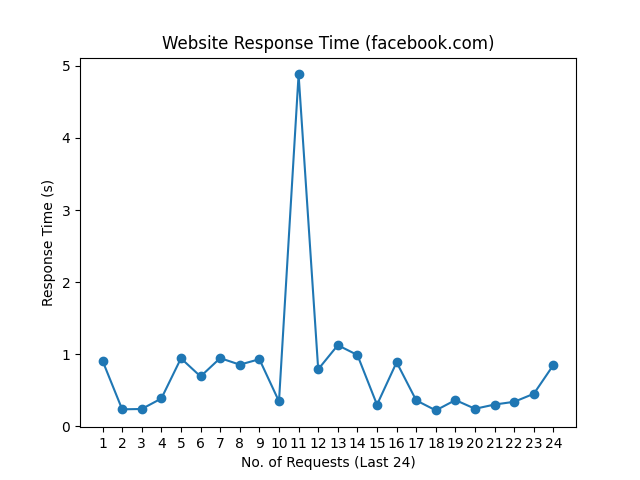 Website Response Time (facebook.com)
Response Time (s)
5
4
3
2
1
0
1 2 3 4 5 6 7 8 9 10 11 12 13 14 15 16 17 18 19 20 21 22 23 24
No. of Requests (Last 24)